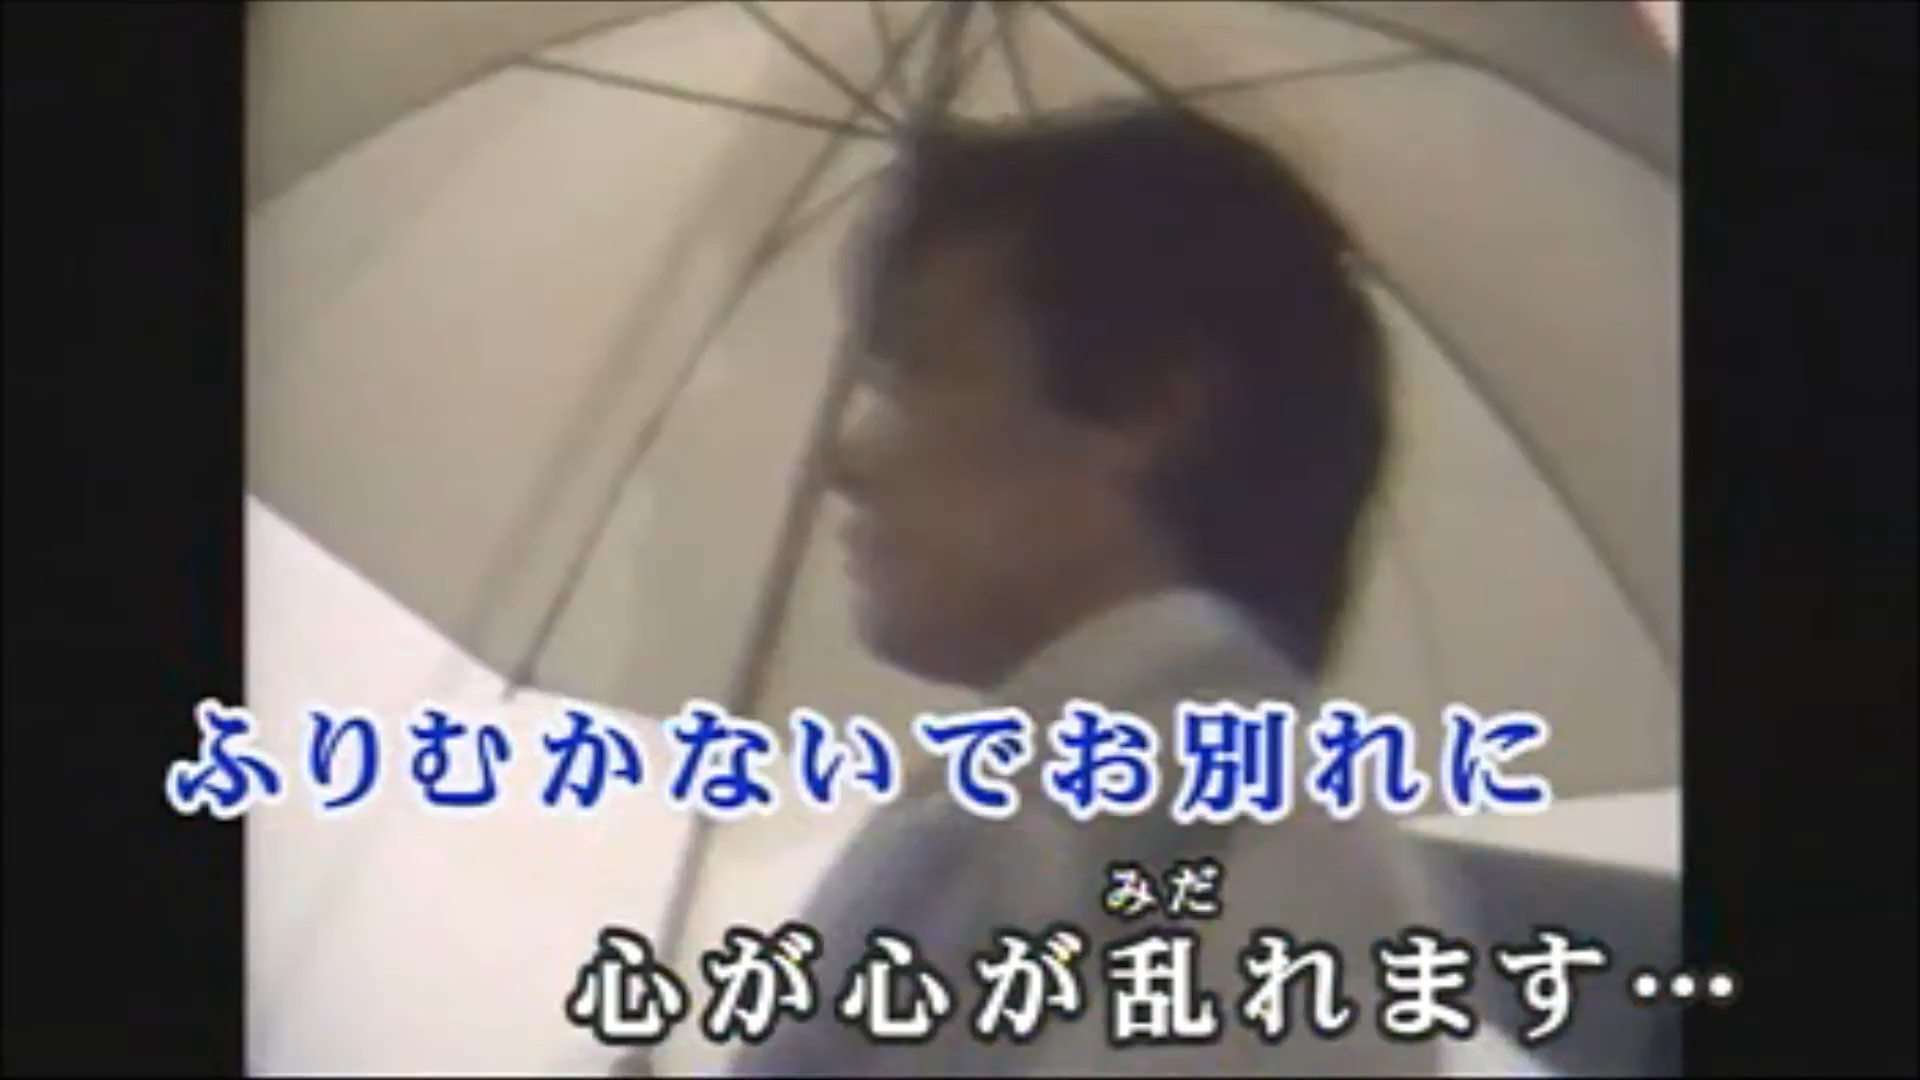 ふりむかないでお別れに
みだ
心が心が乱れます…